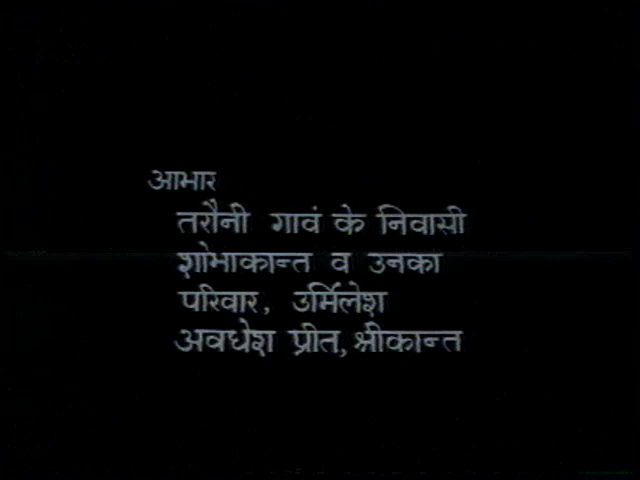 आभार
तरौनी गावं के निवासी
शोभाकान्त व उनका
परिवार, उर्मिलेश
अवधेश प्रीत, श्रीकान्त